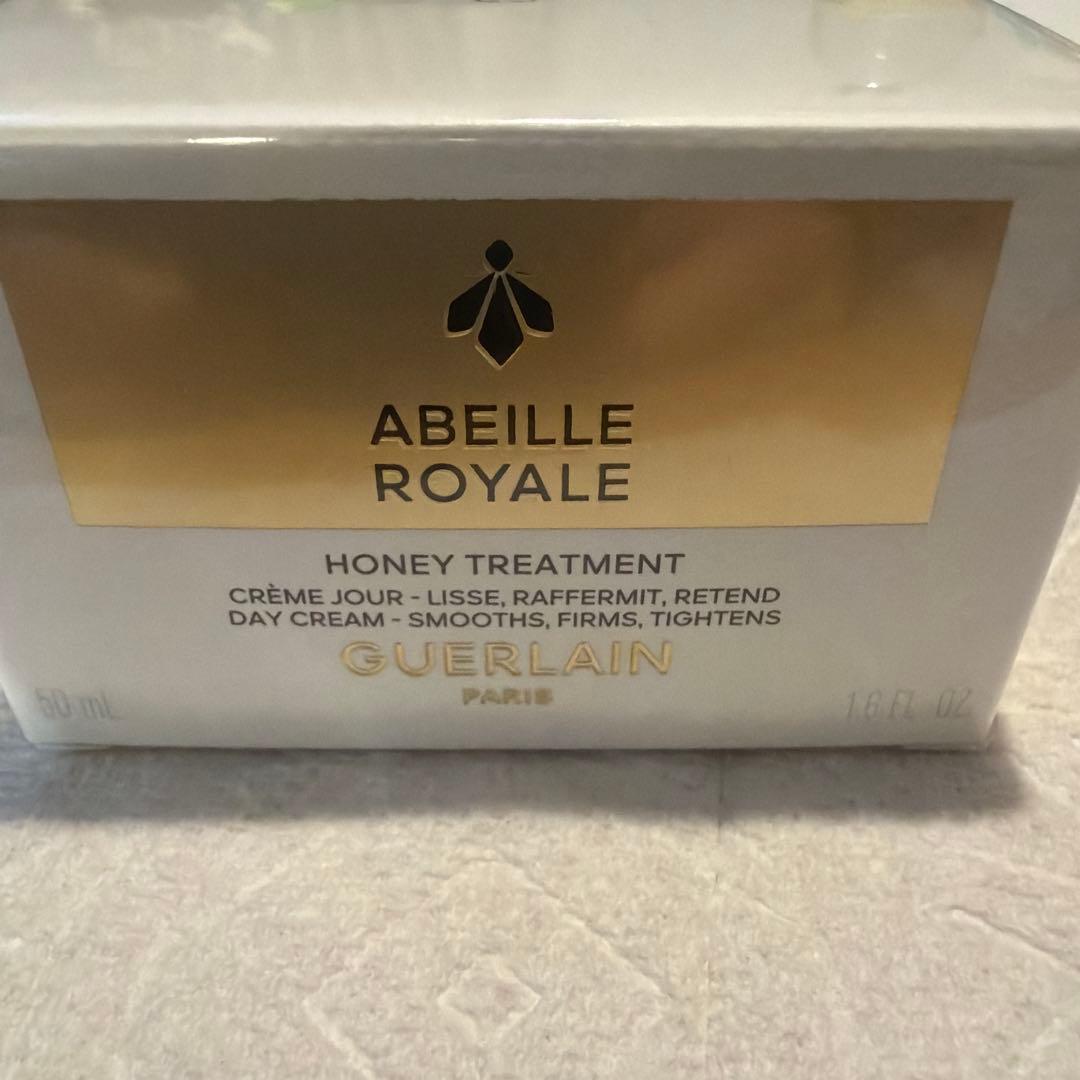 ABEILLE
ROYALE
HONEY TREATMENT
CRÈME JOUR - LISSE, RAFFERMIT, RETEND
DAY CREAM - SMOOTHS, FIRMS, TIGHTENS
GUERLAIN
PARIS
50 mL 1.6 FL OZ